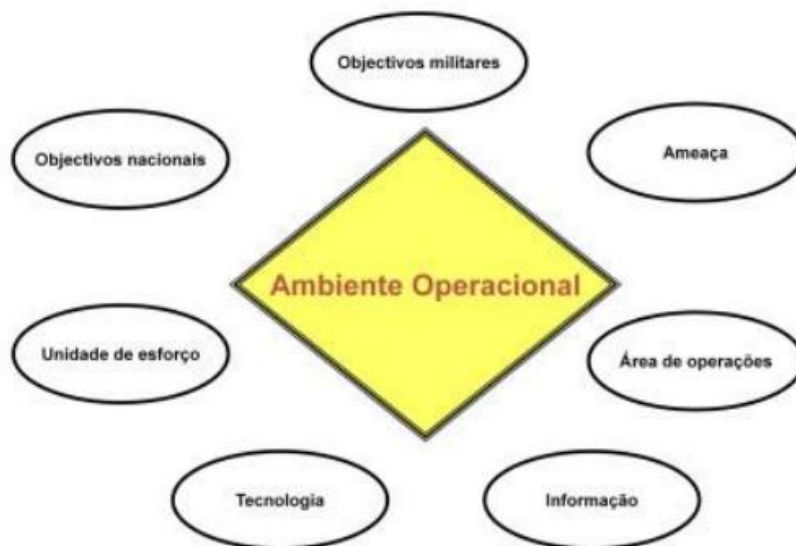 Objectivos militares
Objectivos nacionais
Ameaça
Ambiente Operacional
Unidade de esforço
Área de operações
Tecnologia
Informação